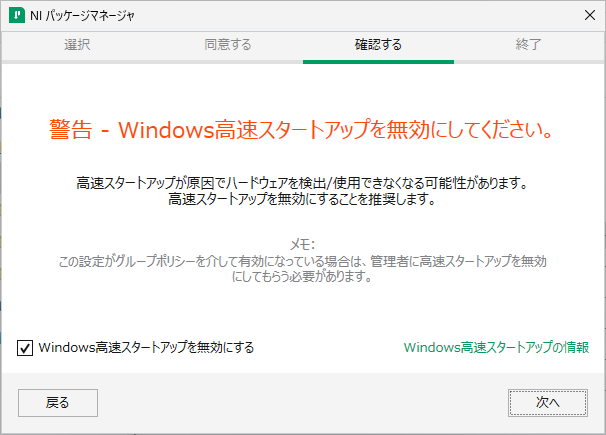 NI パッケージマネージャ
選択
同意する
確認する
終了
警告 - Windows高速スタートアップを無効にしてください。
高速スタートアップが原因でハードウェアを検出/使用できなくなる可能性があります。
高速スタートアップを無効にすることを推奨します。
メモ:
この設定がグループポリシーを介して有効になっている場合は、管理者に高速スタートアップを無効
にしてもらう必要があります。
Windows高速スタートアップを無効にする
Windows高速スタートアップの情報
戻る
次へ